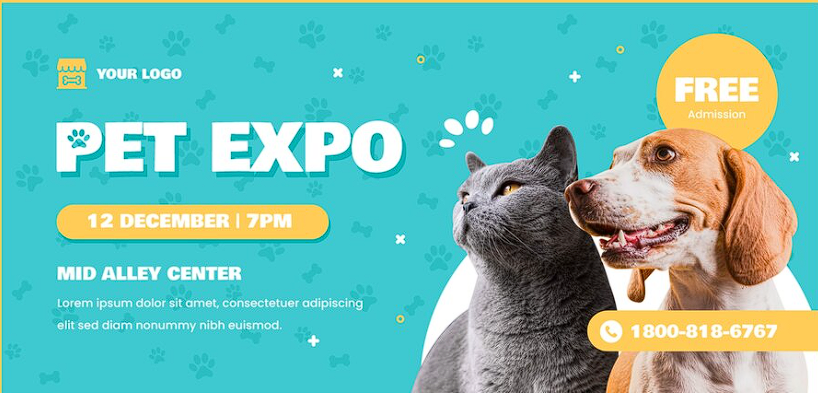 YOUR LOGO
PET EXPO
12 DECEMBER | 7PM
MID ALLEY CENTER
Lorem ipsum dolor sit amet, consectetuer adipiscing
elit sed diam nonummy nibh euismod.
FREE
Admission
1800-818-6767